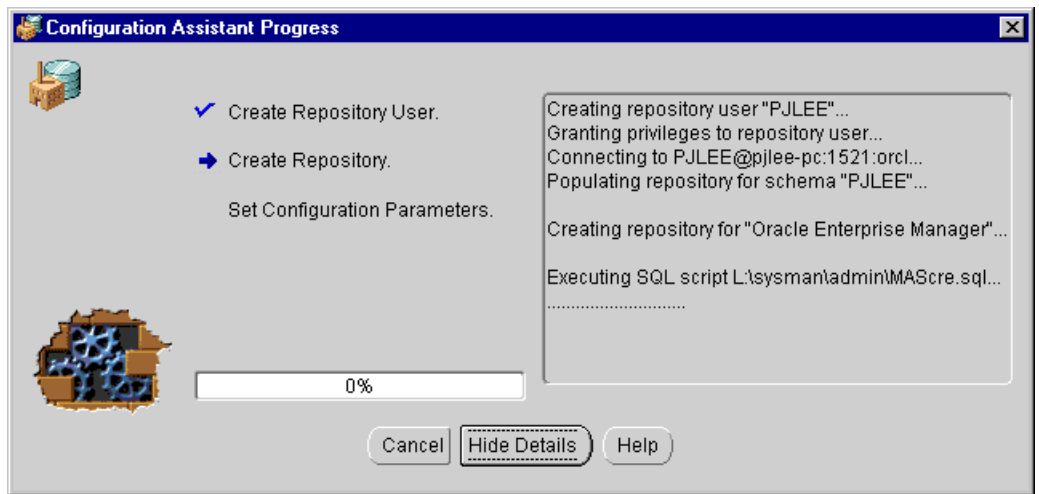 Configuration Assistant Progress
Create Repository User.
Create Repository.
Set Configuration Parameters.
Creating repository user "PJLEE"...
Granting privileges to repository user...
Connecting to PJLEE@pjlee-pc:1521:orcl...
Populating repository for schema "PJLEE"...
Creating repository for "Oracle Enterprise Manager"...
Executing SQL script L:\sysman\admin\MAScre.sql...
............................
0%
Cancel
Hide Details
Help